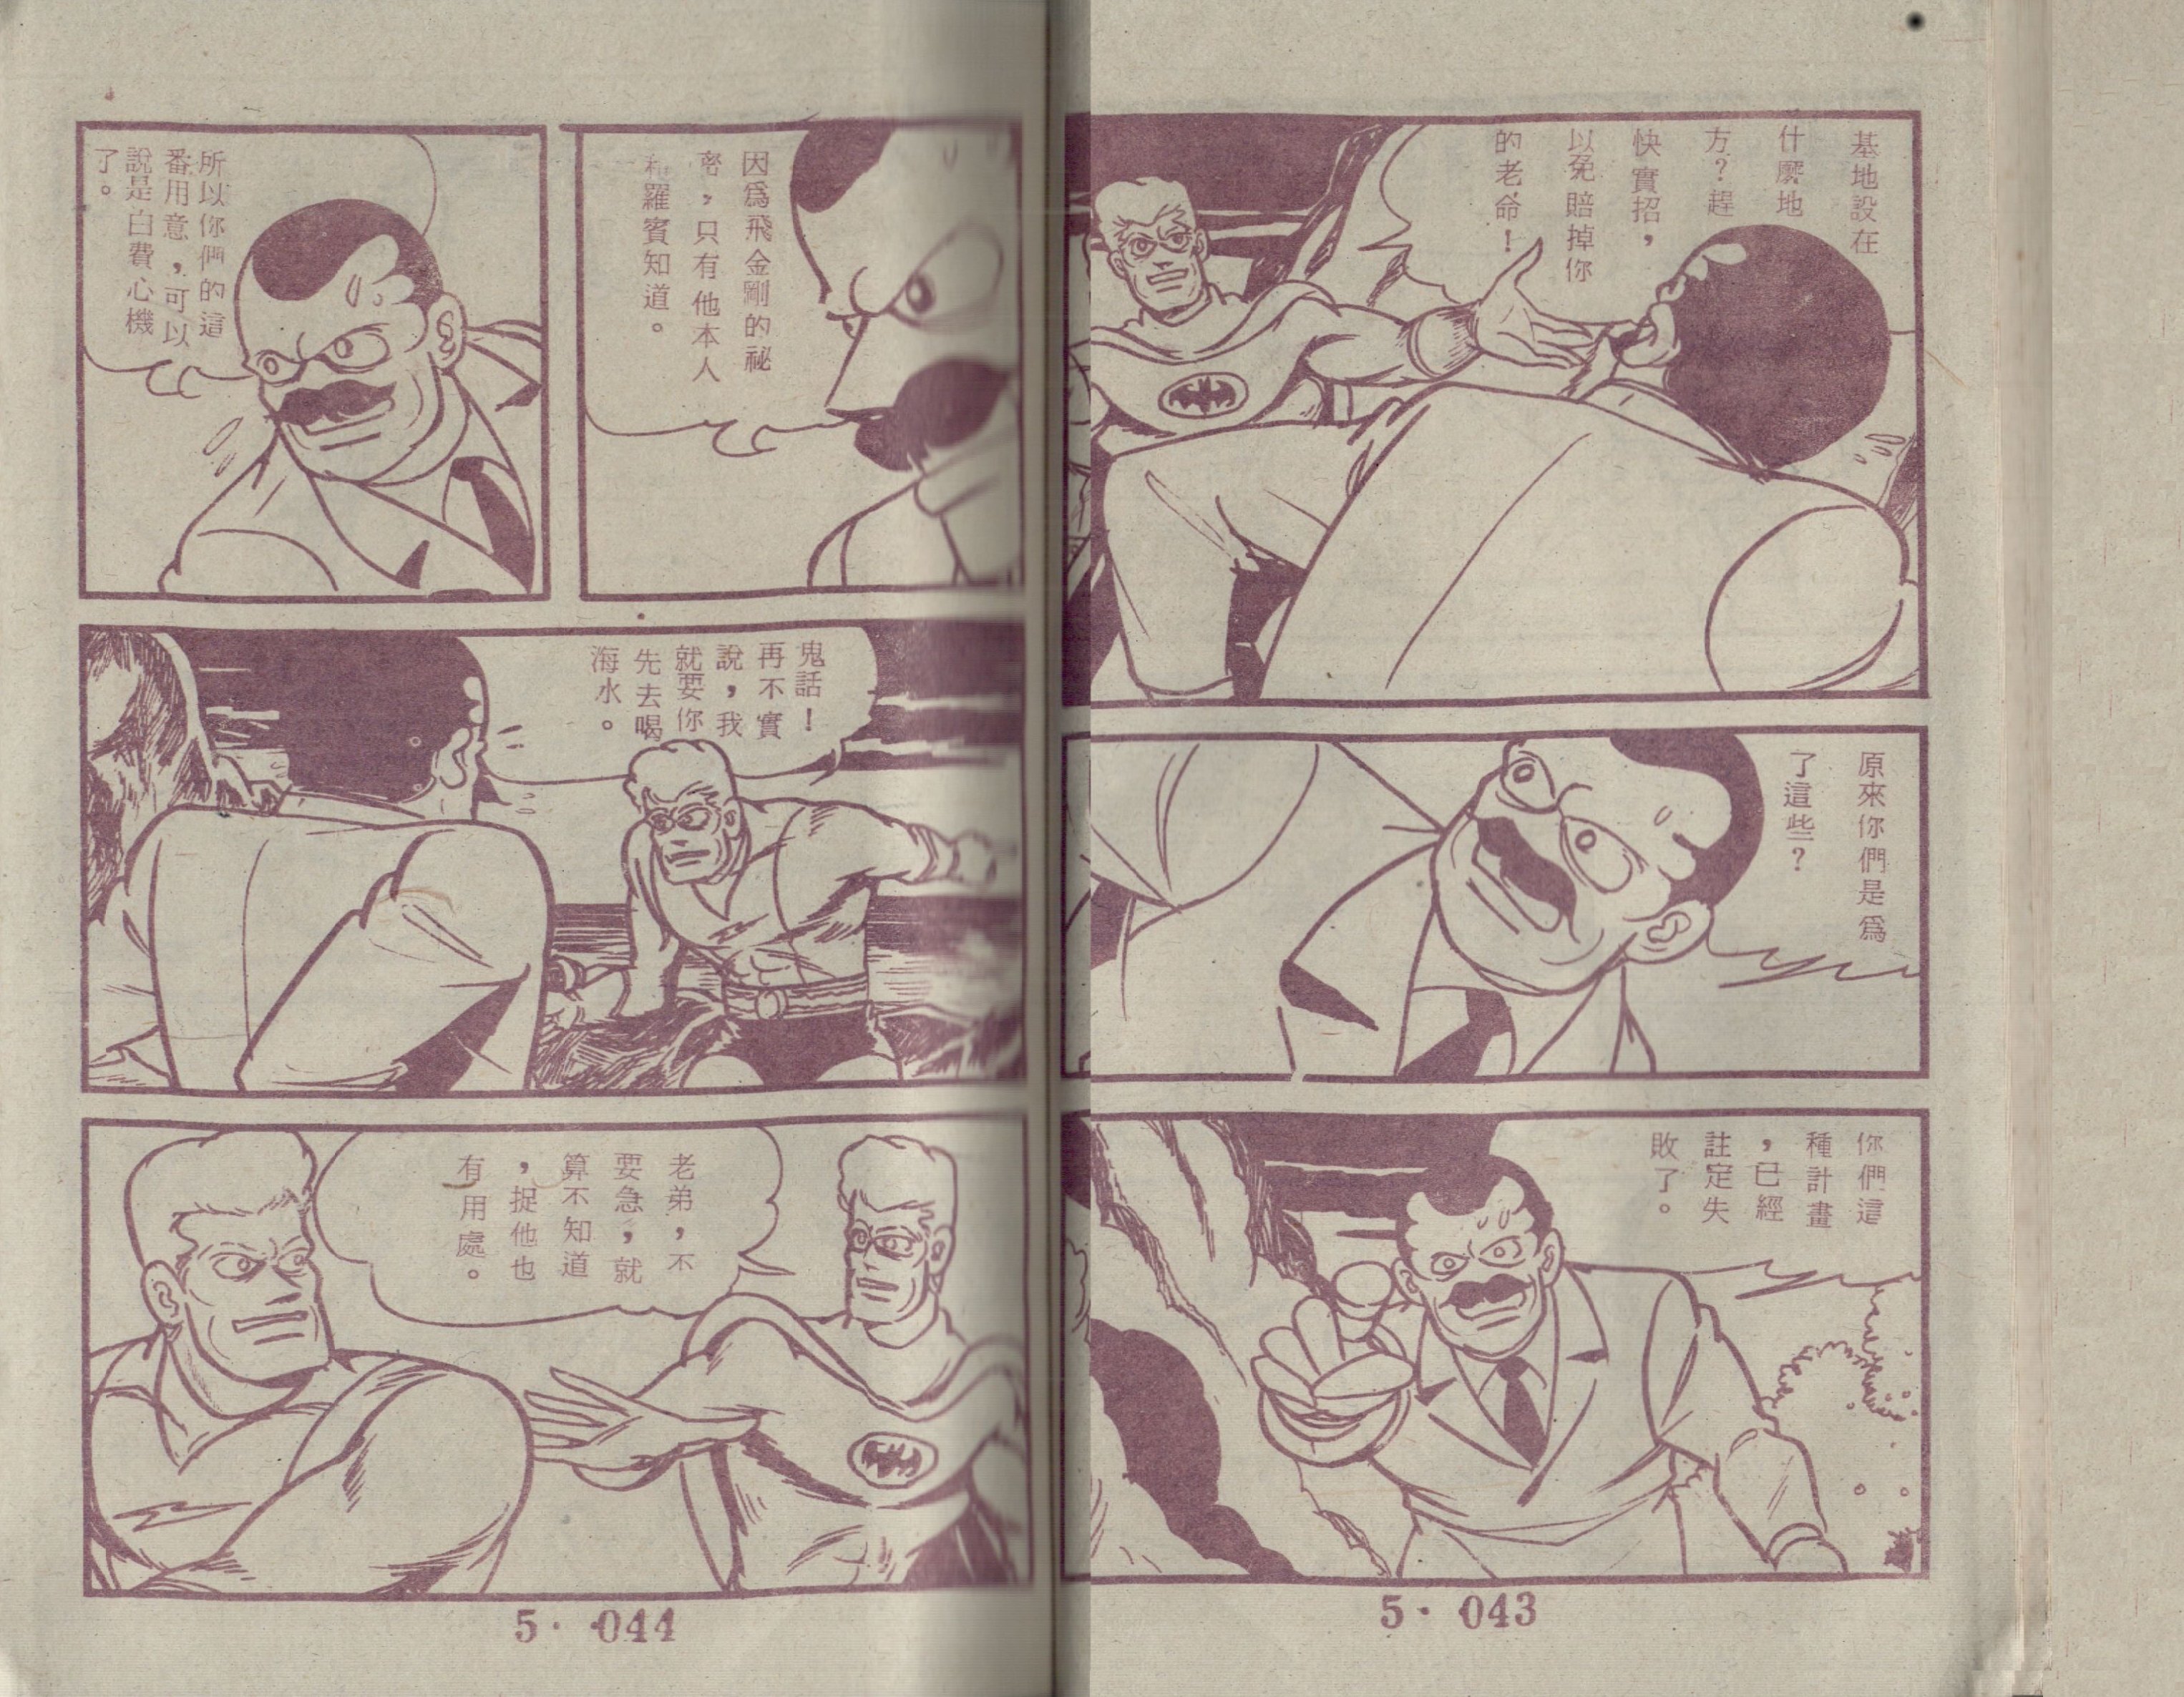 基地設在
什麽地
方？趕
快實招，
以免賠掉你
的老命！
原來你們是爲
了這些？
你們這
種計畫
，已經
註定失
敗了。
5·043
因爲飛金剛的祕
密，只有他本人
和羅賓知道。
所以你們的這
番用意，可以
說是白費心機
了。
鬼話！
再不實
說，我
就要你
先去喝
海水。
老弟，不
要急，就
算不知道
，捉他也
有用處。
5·044